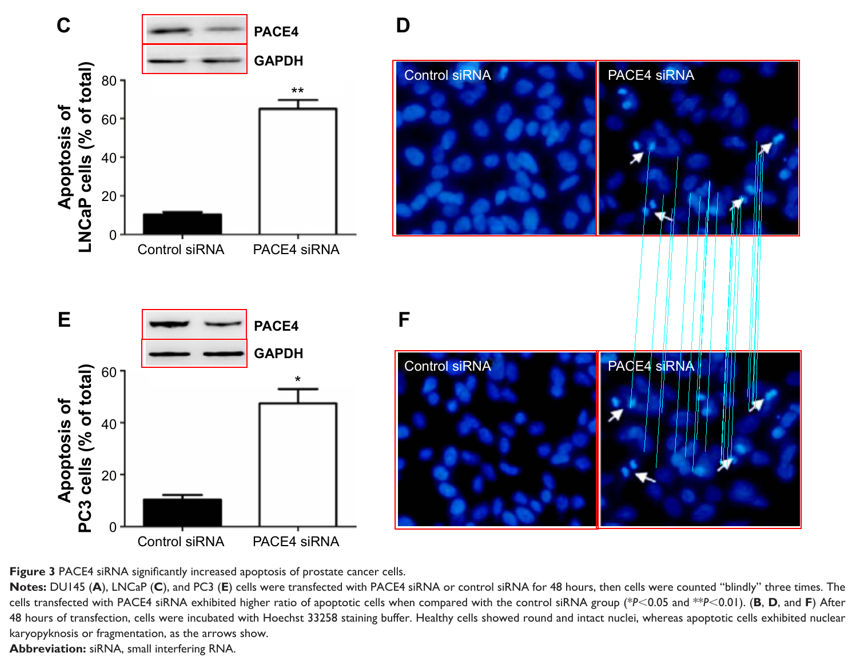 C
PACE4
GAPDH
80
60
40
20
0
Apoptosis of
LNCaP cells (% of total)
**
Control siRNA
PACE4 siRNA
D
Control siRNA
PACE4 siRNA
E
PACE4
GAPDH
60
40
20
0
Apoptosis of
PC3 cells (% of total)
*
Control siRNA
PACE4 siRNA
F
Control siRNA
PACE4 siRNA
Figure 3 PACE4 siRNA significantly increased apoptosis of prostate cancer cells.
Notes: DU145 (A), LNCaP (C), and PC3 (E) cells were transfected with PACE4 siRNA or control siRNA for 48 hours, then cells were counted “blindly” three times. The
cells transfected with PACE4 siRNA exhibited higher ratio of apoptotic cells when compared with the control siRNA group (*P<0.05 and **P<0.01). (B, D, and F) After
48 hours of transfection, cells were incubated with Hoechst 33258 staining buffer. Healthy cells showed round and intact nuclei, whereas apoptotic cells exhibited nuclear
karyopyknosis or fragmentation, as the arrows show.
Abbreviation: siRNA, small interfering RNA.